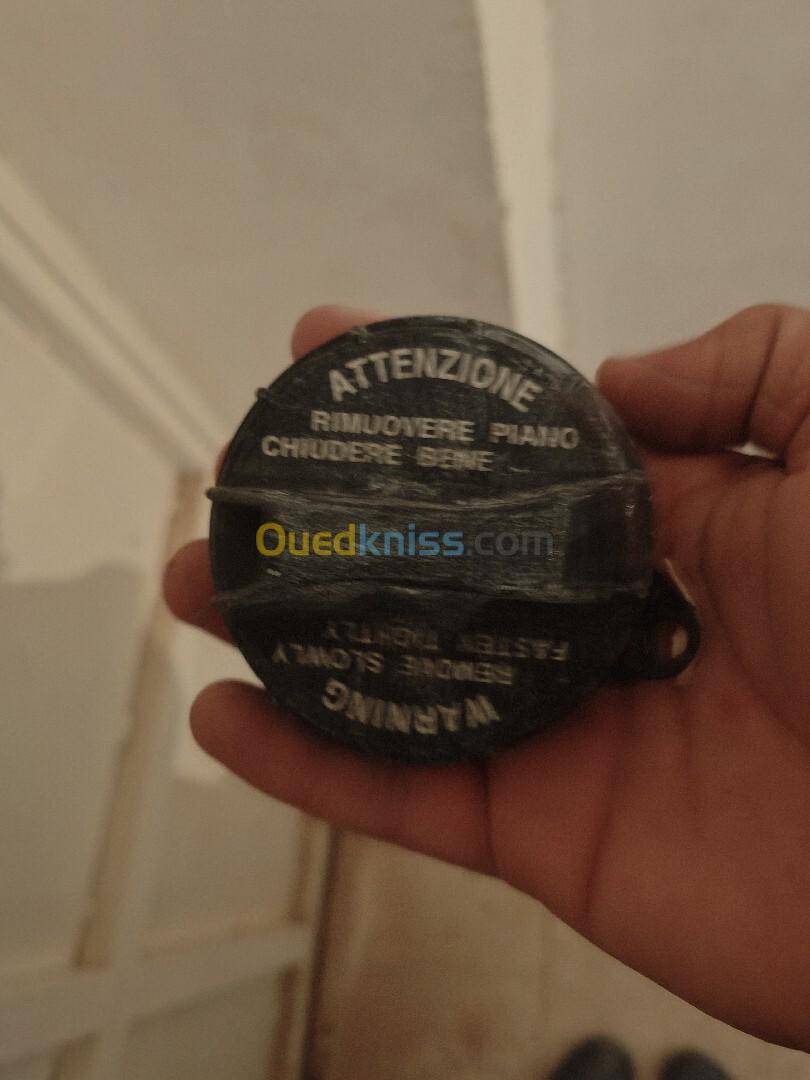 ATTENZIONE
RIMUOVERE PIANO
CHIUDERE BENE
Ouedkniss.com
WARNING
REMOVE SLOWLY
FASTEN TIGHTLY